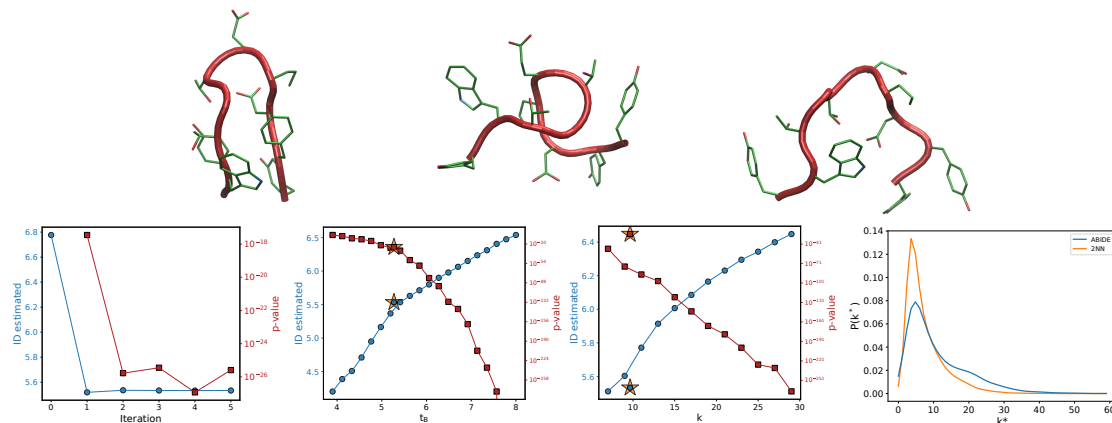 6.8
6.6
6.4
6.2
6.0
5.8
5.6
ID estimated
0 1 2 3 4 5
Iteration
10⁻¹⁸
10⁻²⁰
10⁻²²
10⁻²⁴
10⁻²⁶
p-value
6.5
6.0
5.5
5.0
4.5
ID estimated
4 5 6 7 8
t_B
p-value
6.4
6.2
6.0
5.8
5.6
ID estimated
10 15 20 25
k
p-value
0.14
0.12
0.10
0.08
0.06
0.04
0.02
0.00
P(k*)
ABIDE
2NN
0 10 20 30 40 50 60
k*